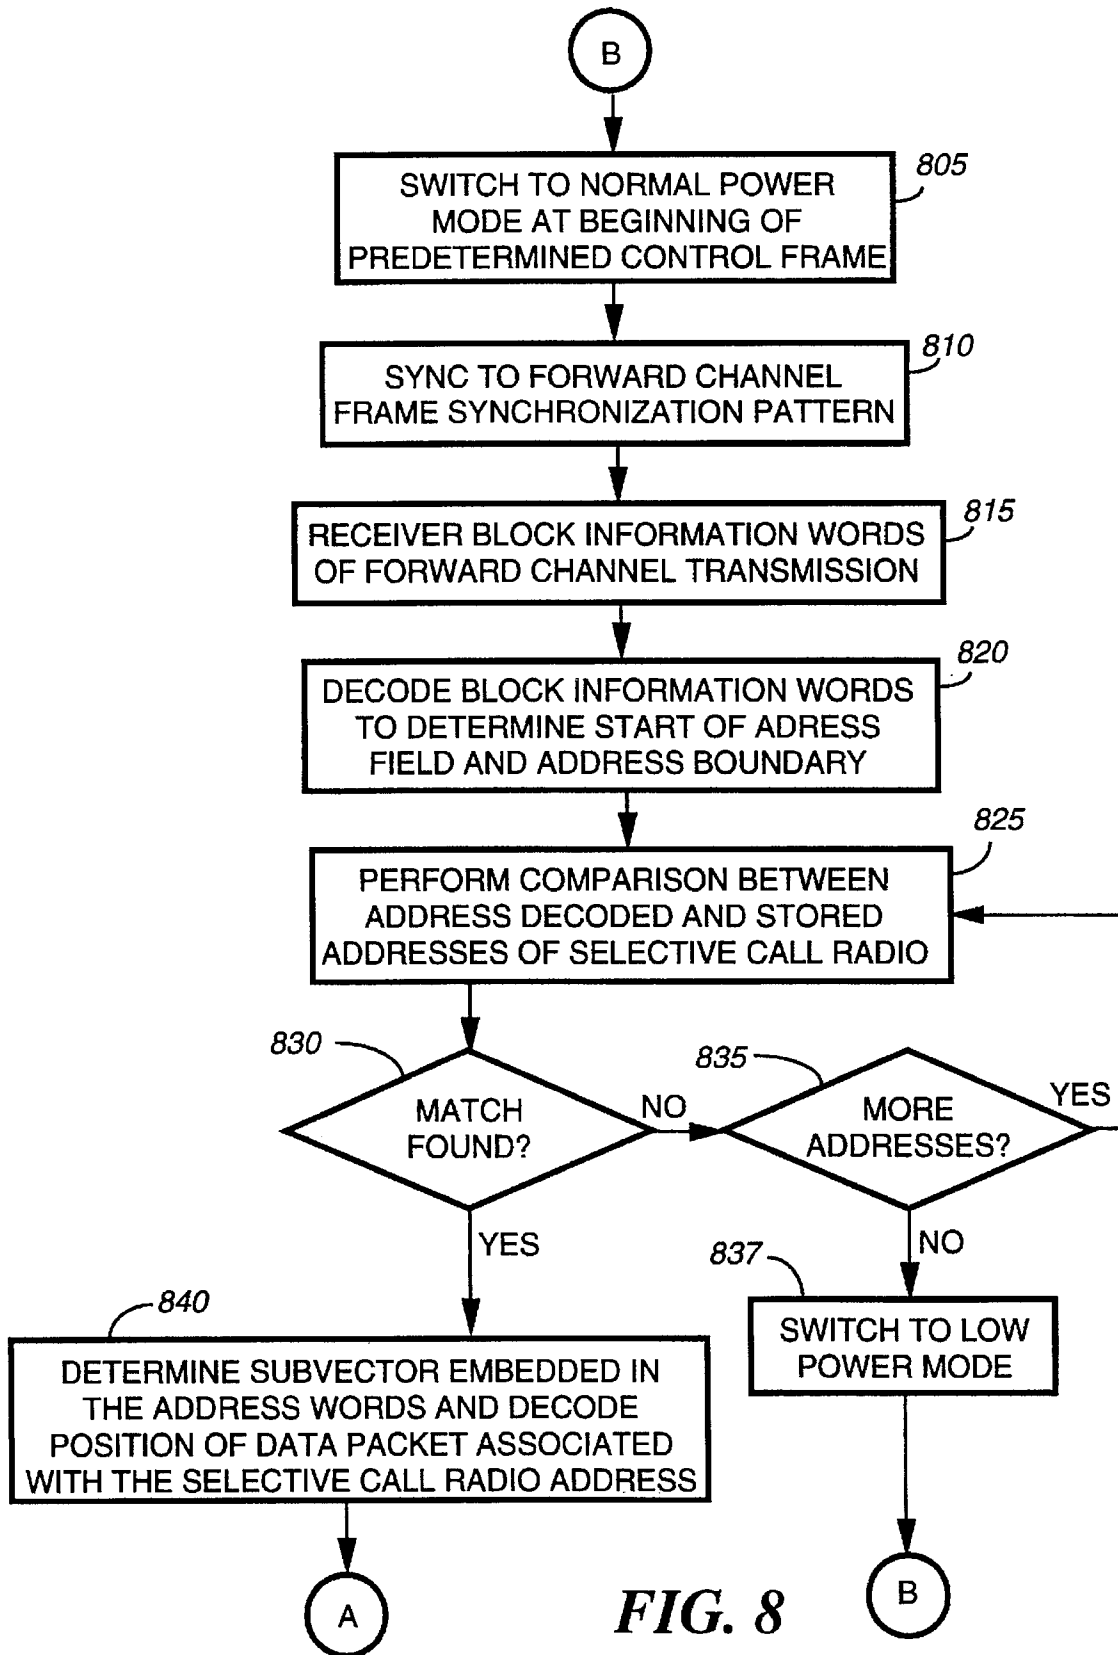 B
805
SWITCH TO NORMAL POWER
MODE AT BEGINNING OF
PREDETERMINED CONTROL FRAME
810
SYNC TO FORWARD CHANNEL
FRAME SYNCHRONIZATION PATTERN
815
RECEIVER BLOCK INFORMATION WORDS
OF FORWARD CHANNEL TRANSMISSION
820
DECODE BLOCK INFORMATION WORDS
TO DETERMINE START OF ADRESS
FIELD AND ADDRESS BOUNDARY
825
PERFORM COMPARISON BETWEEN
ADDRESS DECODED AND STORED
ADDRESSES OF SELECTIVE CALL RADIO
830
MATCH
FOUND?
NO
835
MORE
ADDRESSES?
YES
YES
NO
837
SWITCH TO LOW
POWER MODE
840
DETERMINE SUBVECTOR EMBEDDED IN
THE ADDRESS WORDS AND DECODE
POSITION OF DATA PACKET ASSOCIATED
WITH THE SELECTIVE CALL RADIO ADDRESS
A
B
FIG. 8